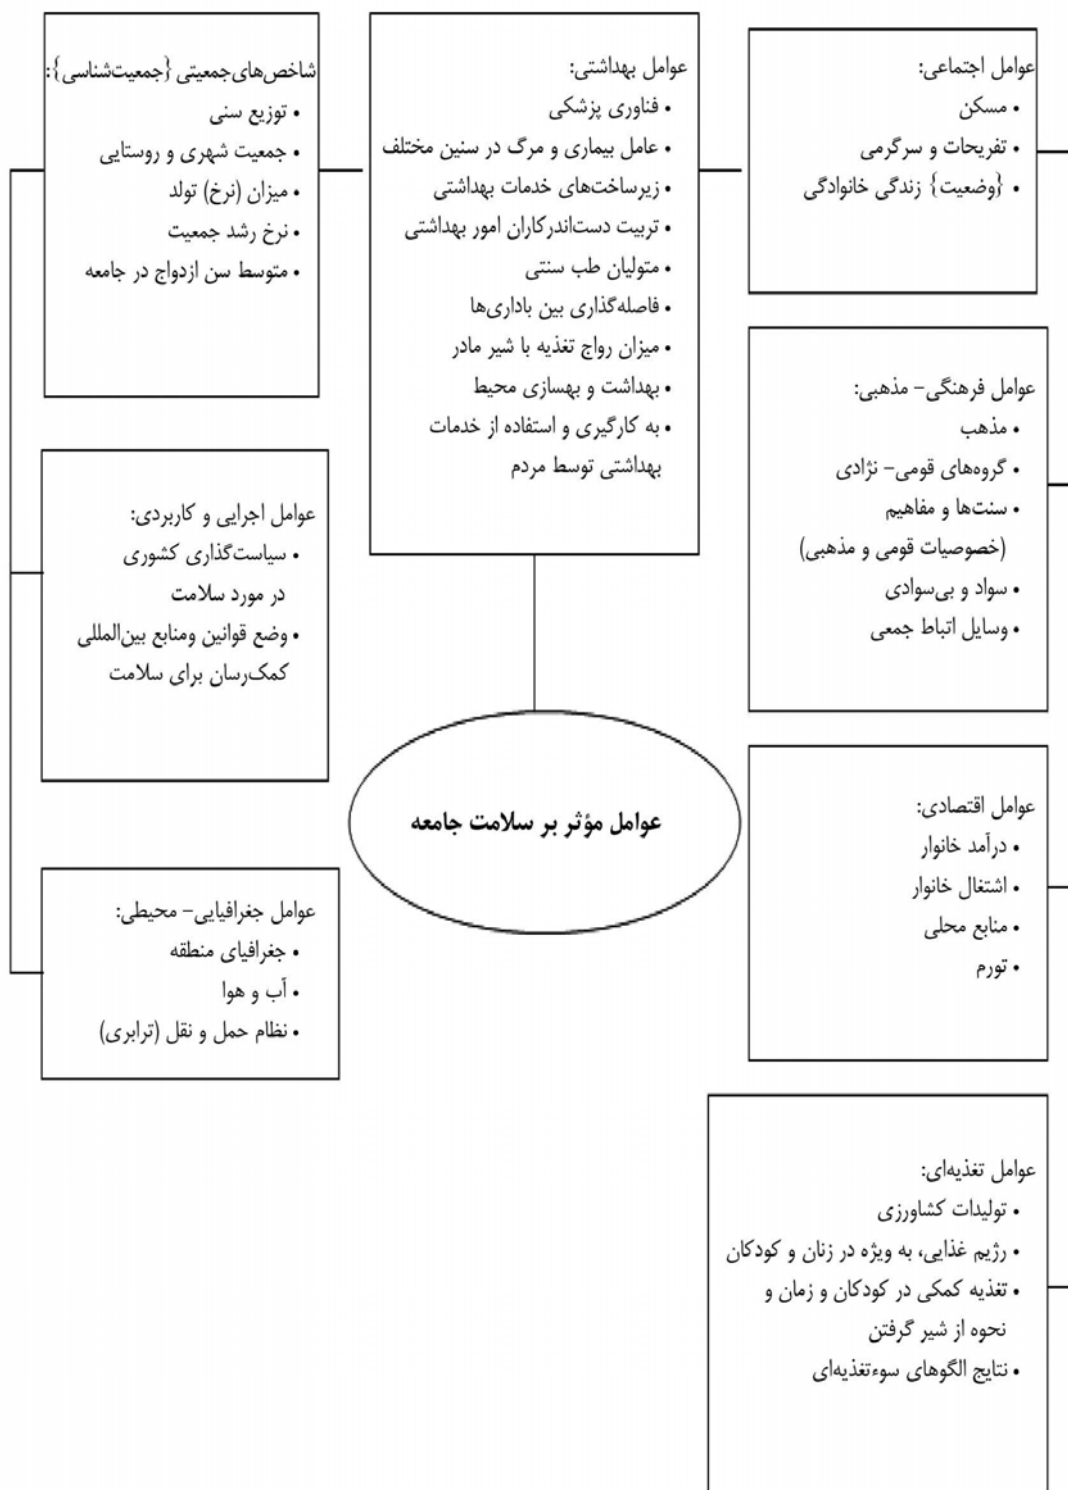 عوامل اجتماعی:
• مسکن
• تفریحات و سرگرمی
• {وضعیت} زندگی خانوادگی
عوامل فرهنگی- مذهبی:
• مذهب
• گروه‌های قومی- نژادی
• سنت‌ها و مفاهیم
(خصوصیات قومی و مذهبی)
• سواد و بی‌سوادی
• وسایل اتباط جمعی
عوامل اقتصادی:
• درآمد خانوار
• اشتغال خانوار
• منابع محلی
• تورم
عوامل تغذیه‌ای:
• تولیدات کشاورزی
• رژیم غذایی، به ویژه در زنان و کودکان
• تغذیه کمکی در کودکان و زمان و
نحوه از شیر گرفتن
• نتایج الگوهای سوءتغذیه‌ای
عوامل بهداشتی:
• فناوری پزشکی
• عامل بیماری و مرگ در سنین مختلف
• زیرساخت‌های خدمات بهداشتی
• تربیت دست‌اندرکاران امور بهداشتی
• متولیان طب سنتی
• فاصله‌گذاری بین باداری‌ها
• میزان رواج تغذیه با شیر مادر
• بهداشت و بهسازی محیط
• به کارگیری و استفاده از خدمات
بهداشتی توسط مردم
عوامل مؤثر بر سلامت جامعه
شاخص‌های‌جمعیتی {جمعیت‌شناسی}:
• توزیع سنی
• جمعیت شهری و روستایی
• میزان (نرخ) تولد
• نرخ رشد جمعیت
• متوسط سن ازدواج در جامعه
عوامل اجرایی و کاربردی:
• سیاست‌گذاری کشوری
در مورد سلامت
• وضع قوانین ومنابع بین‌المللی
کمک‌رسان برای سلامت
عوامل جغرافیایی- محیطی:
• جغرافیای منطقه
• آب و هوا
• نظام حمل و نقل (ترابری)